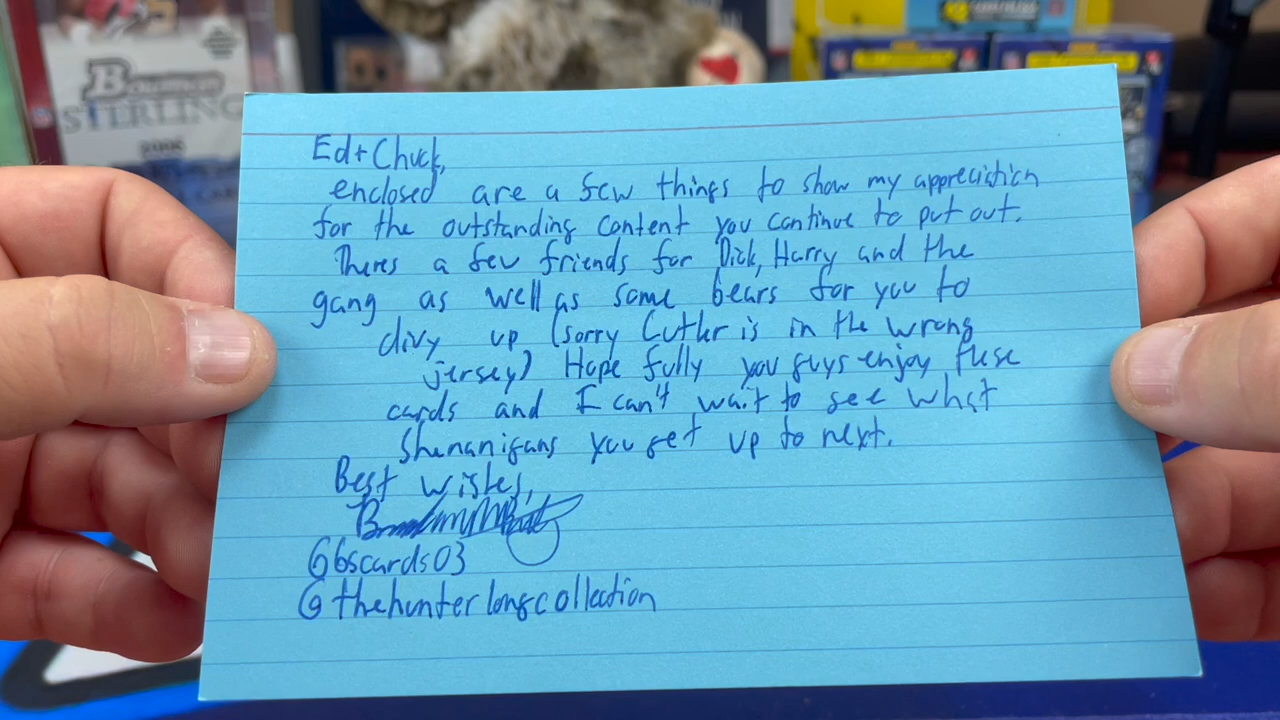 Bowman
STERLING
Ed + Chuck,
enclosed are a few things to show my appreciation
for the outstanding content you continue to put out.
Theres a few friends for Dick, Harry and the
gang as well as some bears for you to
divy up (sorry Cutler is in the wrong
jersey) Hope fully you guys enjoy these
cards and I can't wait to see what
Shenanigans you get up to next.
Best wishes,
@bscards03
@thehunterlongcollection